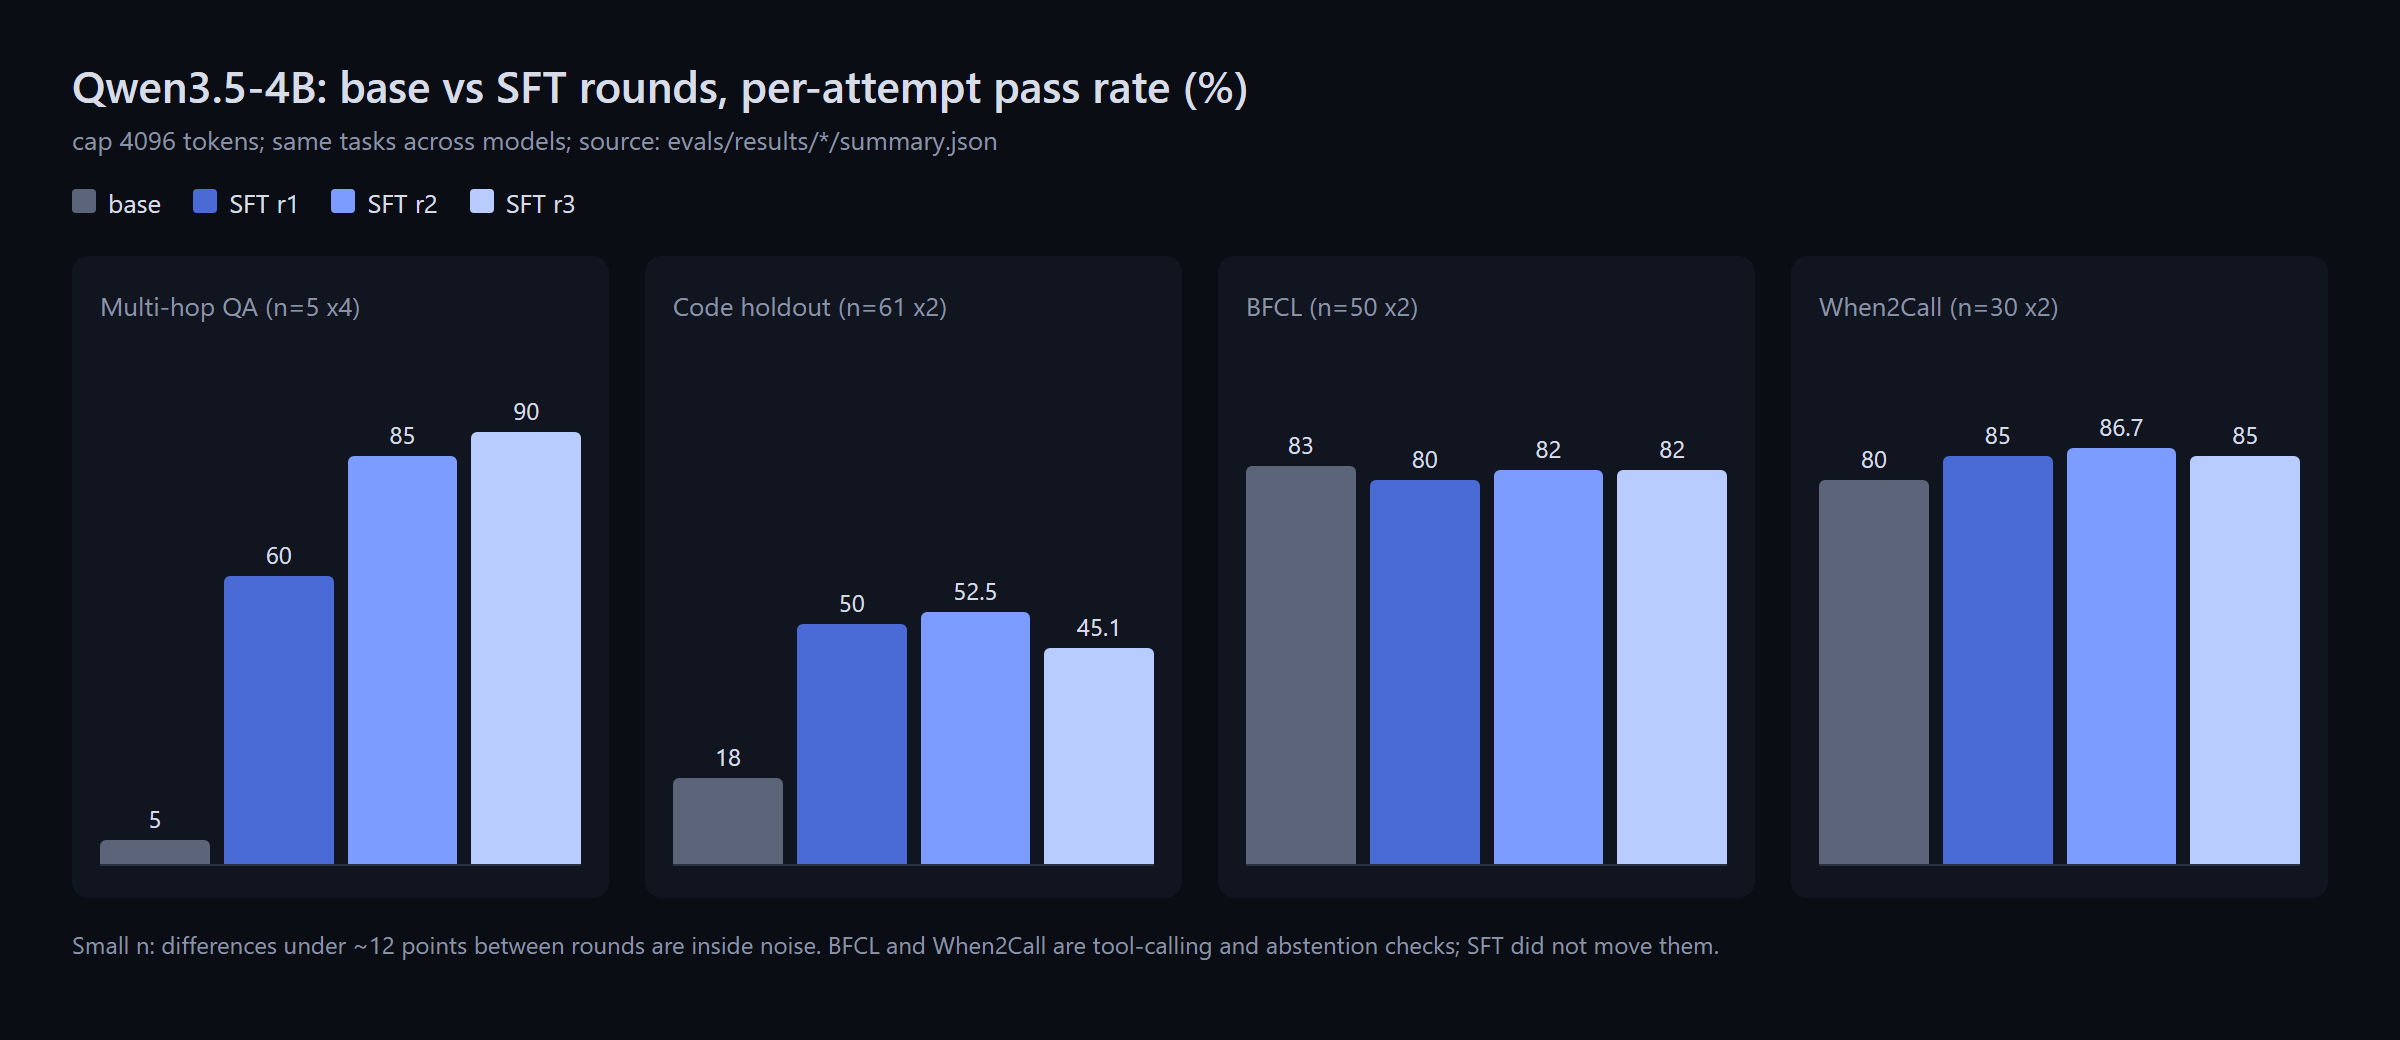 Qwen3.5-4B: base vs SFT rounds, per-attempt pass rate (%)
cap 4096 tokens; same tasks across models; source: evals/results/*/summary.json
base SFT r1 SFT r2 SFT r3
Multi-hop QA (n=5 x4)
5
60
85
90
Code holdout (n=61 x2)
18
50
52.5
45.1
BFCL (n=50 x2)
83
80
82
82
When2Call (n=30 x2)
80
85
86.7
85
Small n: differences under ~12 points between rounds are inside noise. BFCL and When2Call are tool-calling and abstention checks; SFT did not move them.